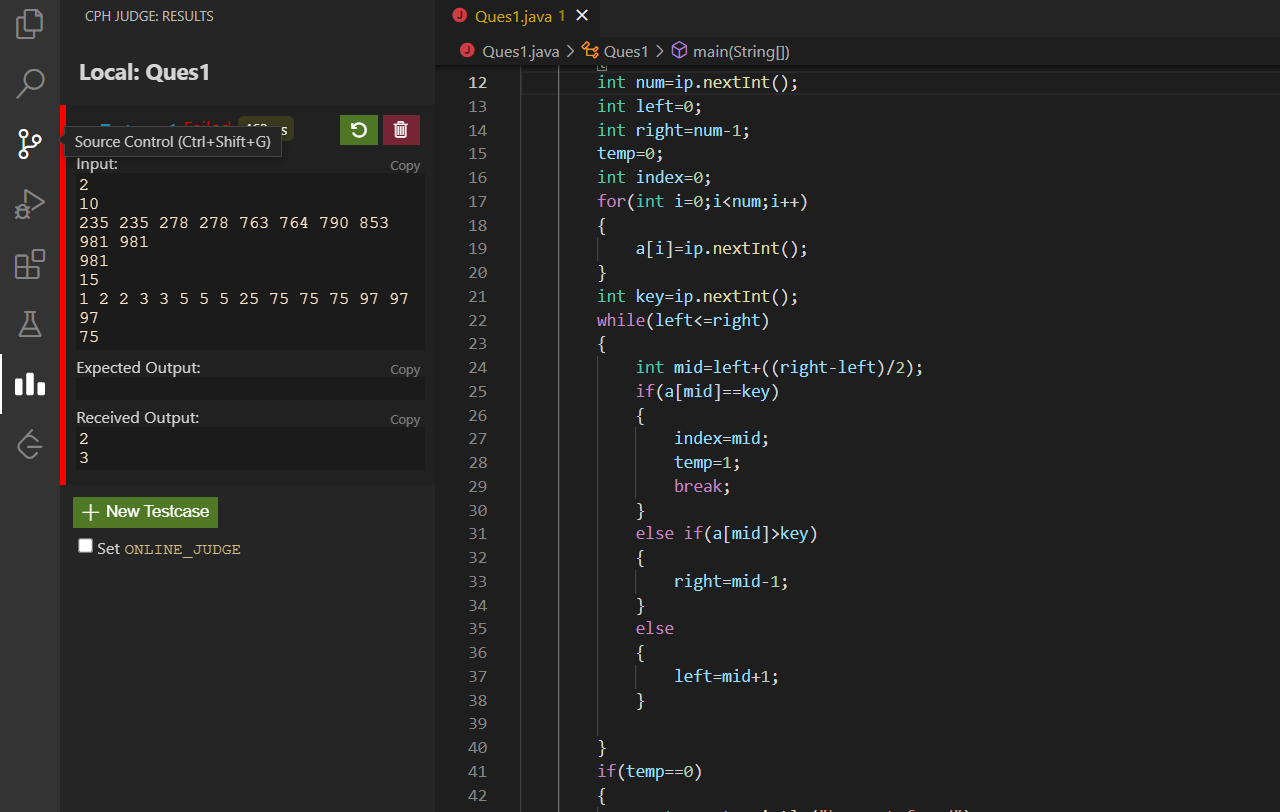 CPH JUDGE: RESULTS
Local: Ques1
Failed
Source Control (Ctrl+Shift+G)
Input:
Copy
2
10
235 235 278 278 763 764 790 853
981 981
981
15
1 2 2 3 3 5 5 5 25 75 75 75 97 97
97
75
Expected Output:
Copy
Received Output:
Copy
2
3
New Testcase
Set ONLINE_JUDGE
Ques1.java 1
Ques1.java > Ques1 > main(String[])
12 int num=ip.nextInt();
13 int left=0;
14 int right=num-1;
15 temp=0;
16 int index=0;
17 for(int i=0;i<num;i++)
18 {
19 a[i]=ip.nextInt();
20 }
21 int key=ip.nextInt();
22 while(left<=right)
23 {
24 int mid=left+((right-left)/2);
25 if(a[mid]==key)
26 {
27 index=mid;
28 temp=1;
29 break;
30 }
31 else if(a[mid]>key)
32 {
33 right=mid-1;
34 }
35 else
36 {
37 left=mid+1;
38 }
39
40 }
41 if(temp==0)
42 {